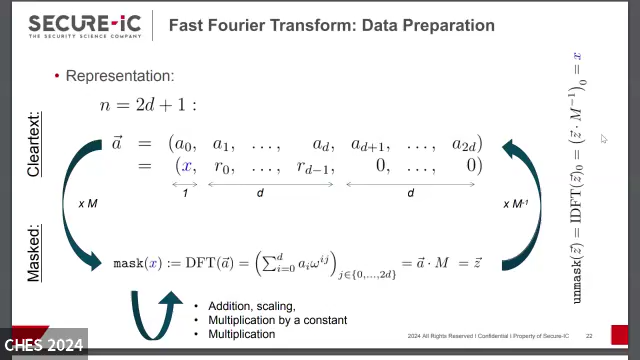 SECURE-IC
THE SECURITY SCIENCE COMPANY
Fast Fourier Transform: Data Preparation
• Representation:
n = 2d + 1 :
Cleartext:
a⃗ = (a₀, a₁, …, a_d, a_{d+1}, …, a_{2d})
= (x, r₀, …, r_{d−1}, 0, …, 0)
1 d d
x M
x M⁻¹
Masked:
mask(x) := DFT(a⃗) = (∑_{i=0}^{d} a_i ω^{ij})_{j∈{0,…,2d}} = a⃗ · M = z⃗
unmask(z⃗) = IDFT(z⃗)₀ = (z⃗ · M⁻¹)₀ = x
• Addition, scaling,
• Multiplication by a constant
• Multiplication
CHES 2024
2024 All Rights Reserved I Confidential I Property of Secure-IC
22